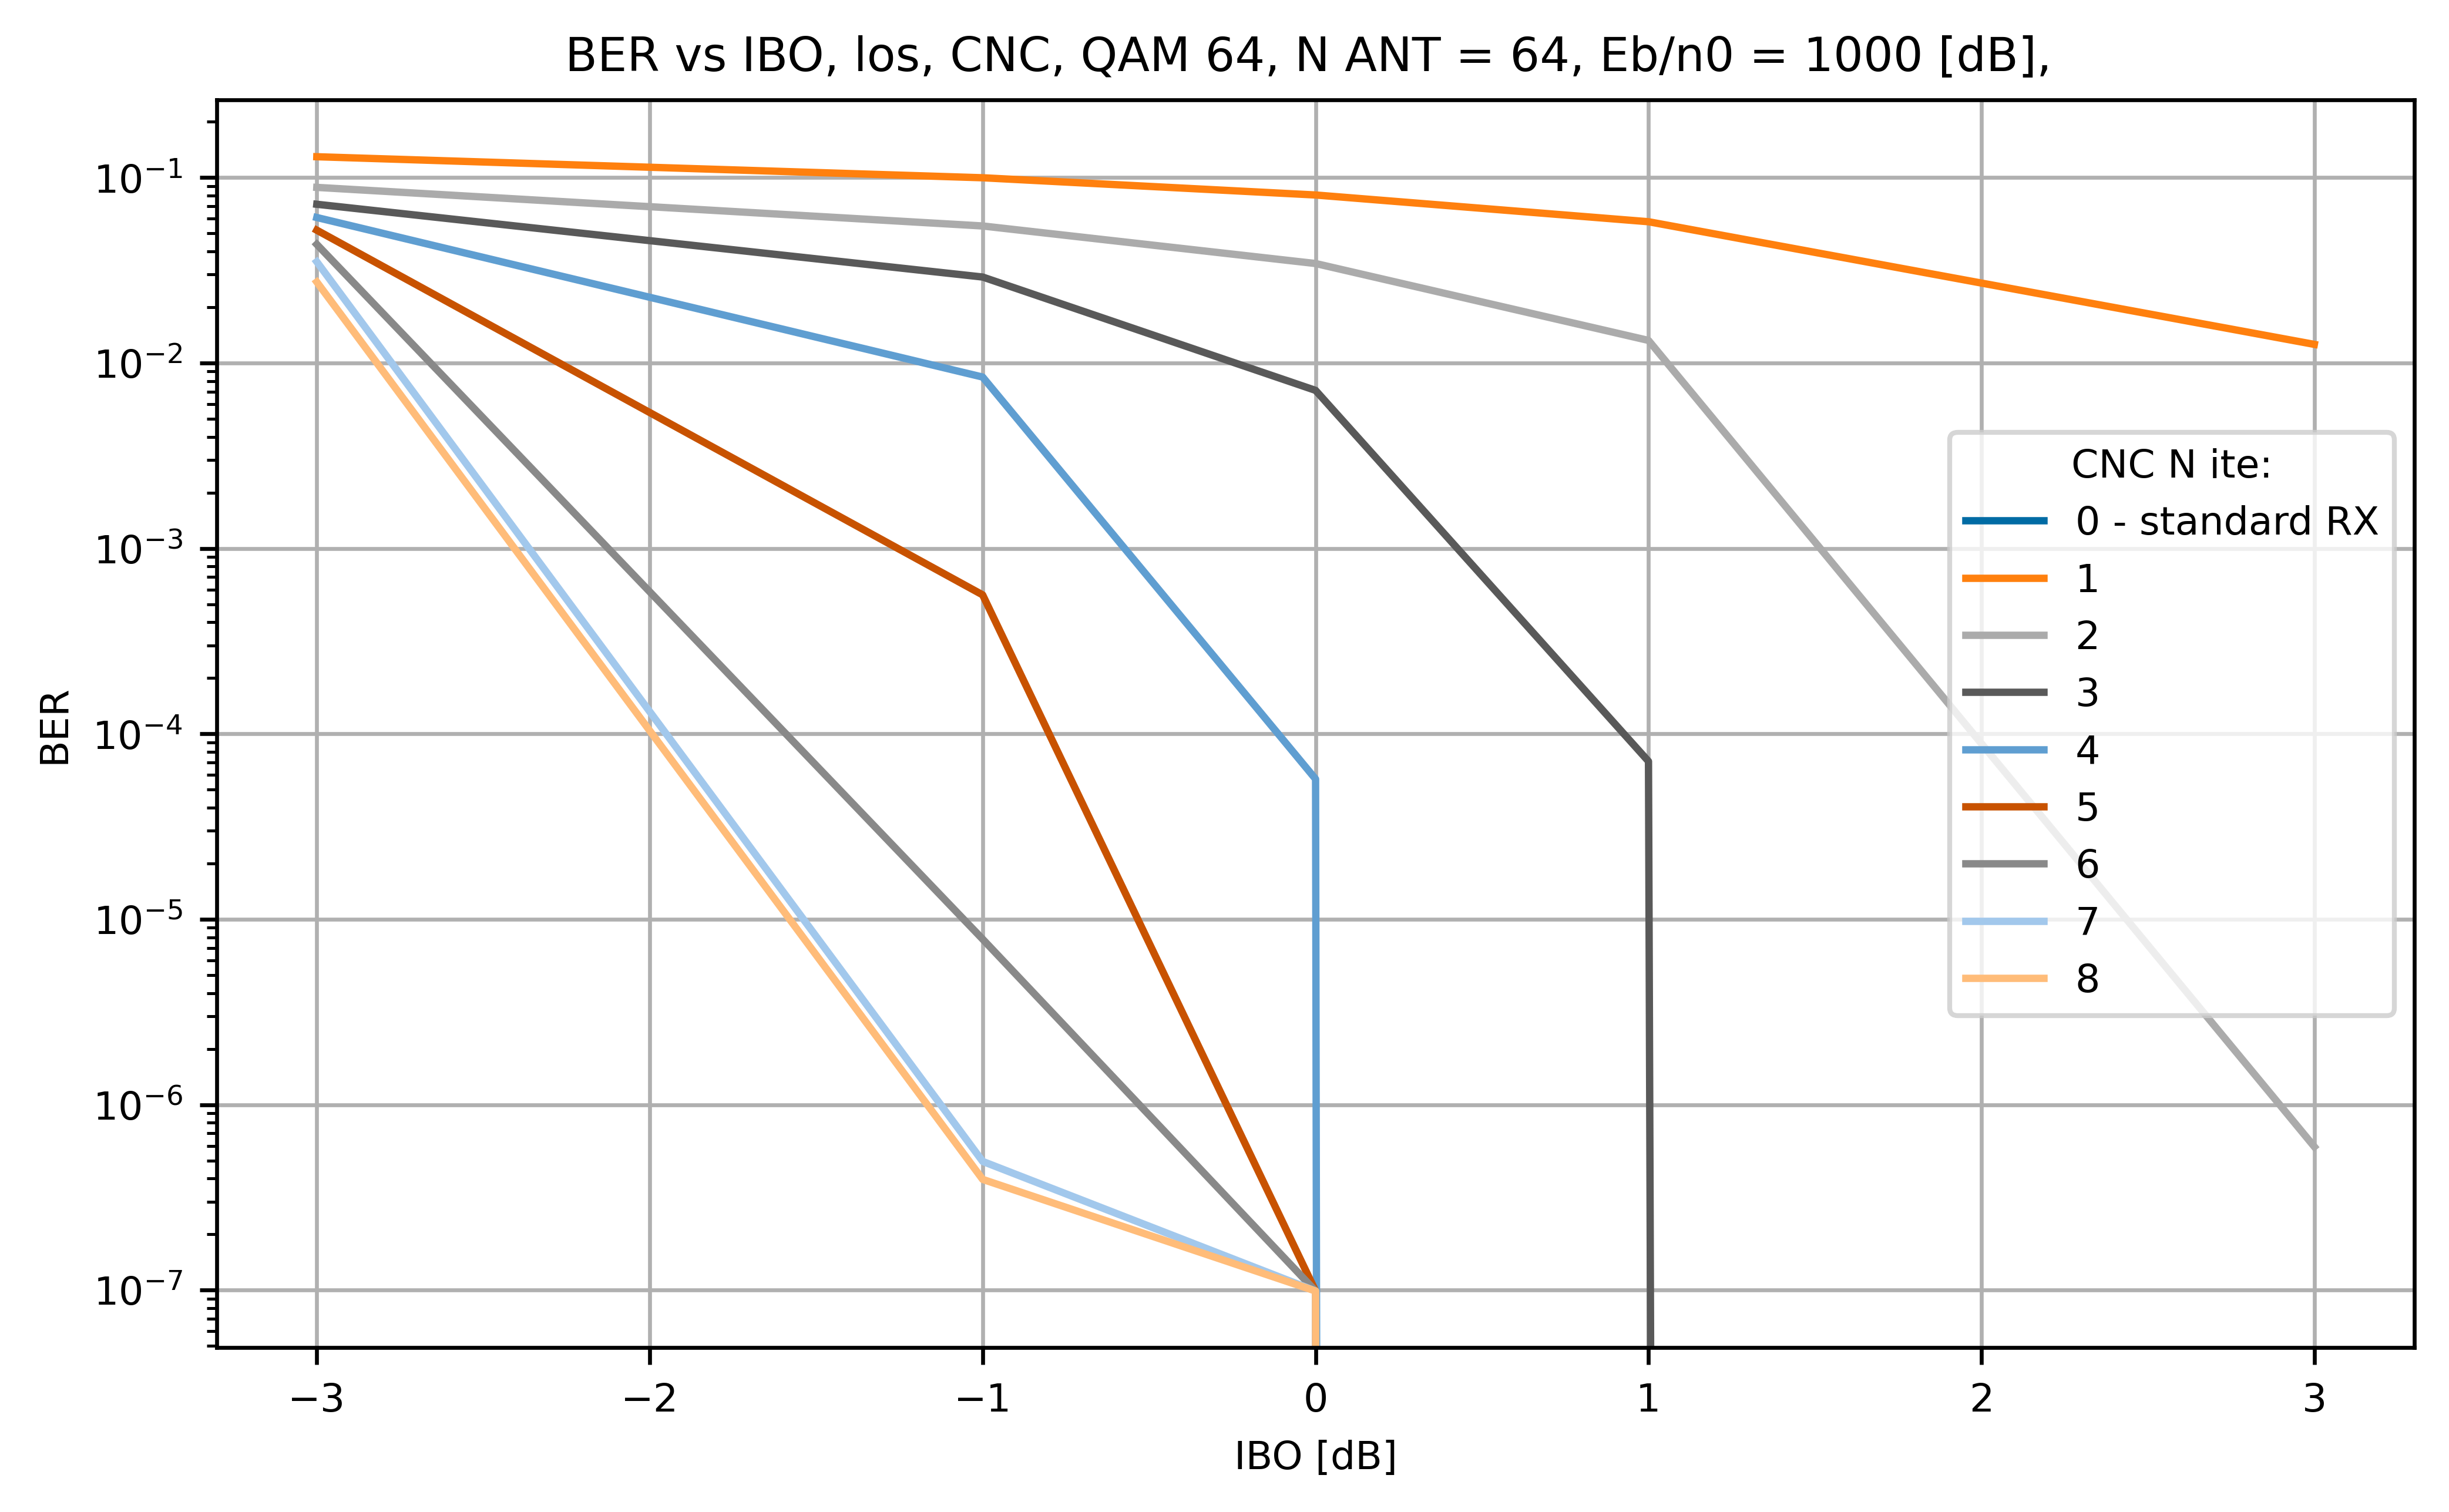 BER vs IBO, los, CNC, QAM 64, N ANT = 64, Eb/n0 = 1000 [dB],
BER
10⁻¹
10⁻²
10⁻³
10⁻⁴
10⁻⁵
10⁻⁶
10⁻⁷
CNC N ite:
0 - standard RX
1
2
3
4
5
6
7
8
−3 −2 −1 0 1 2 3
IBO [dB]